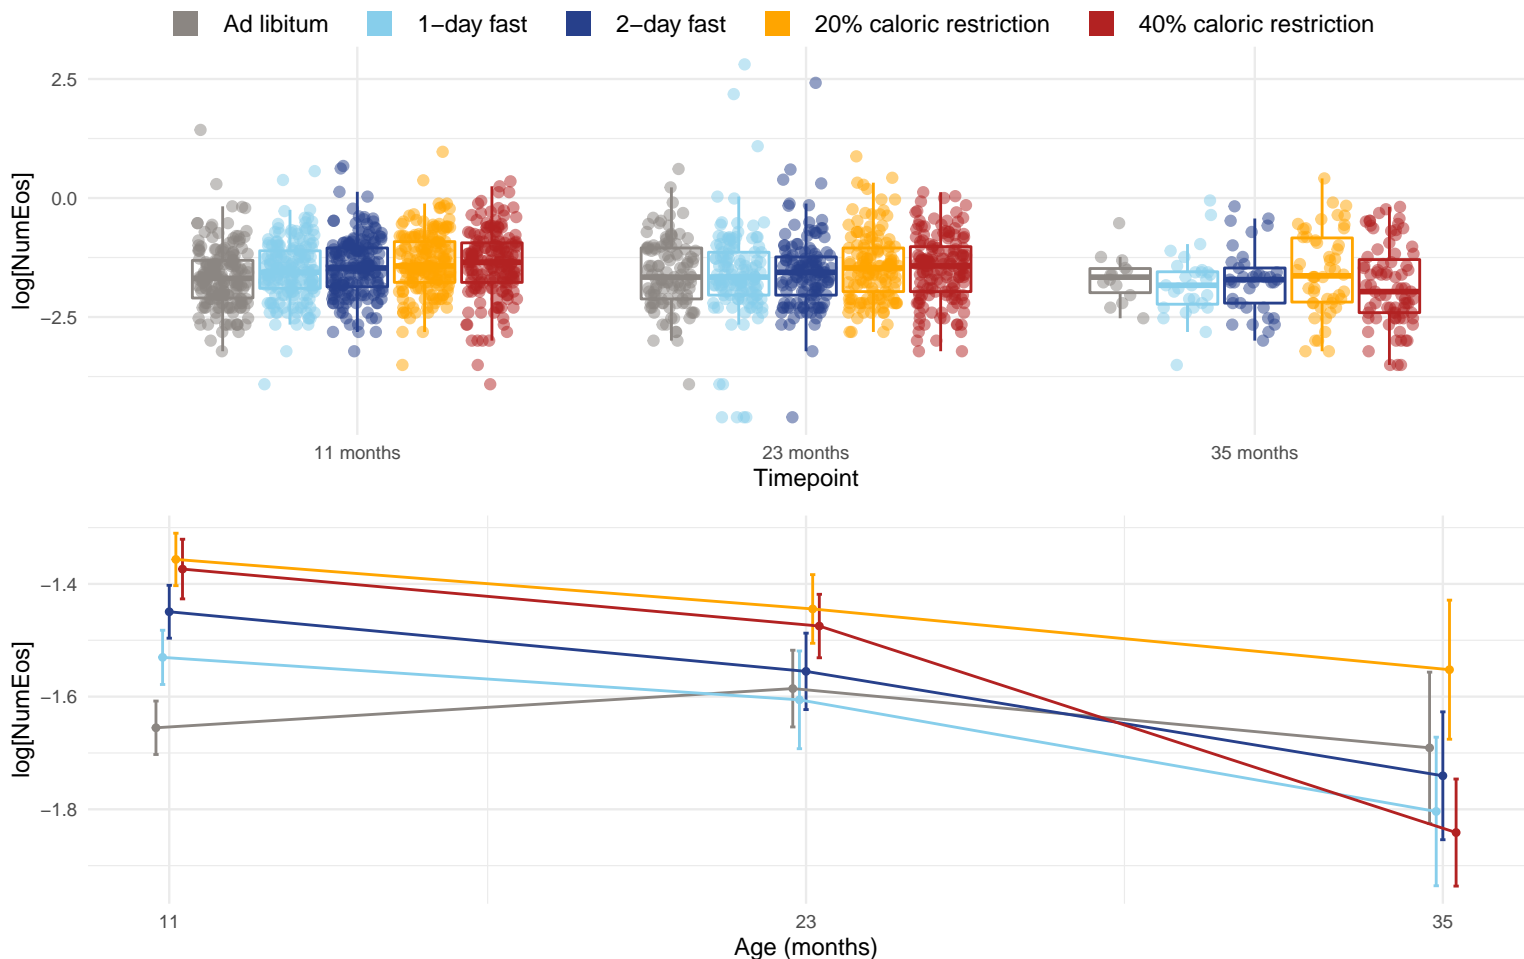 Ad libitum 1−day fast 2−day fast 20% caloric restriction 40% caloric restriction
log[NumEos]
2.5
0.0
−2.5
11 months 23 months 35 months
Timepoint
log[NumEos]
−1.4
−1.6
−1.8
11 23 35
Age (months)